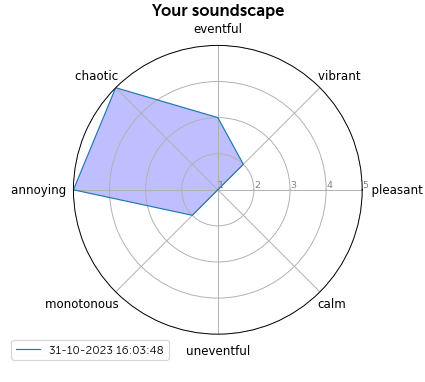 Your soundscape
eventful
chaotic
vibrant
annoying
1 2 3 4 5
pleasant
monotonous
calm
uneventful
31-10-2023 16:03:48